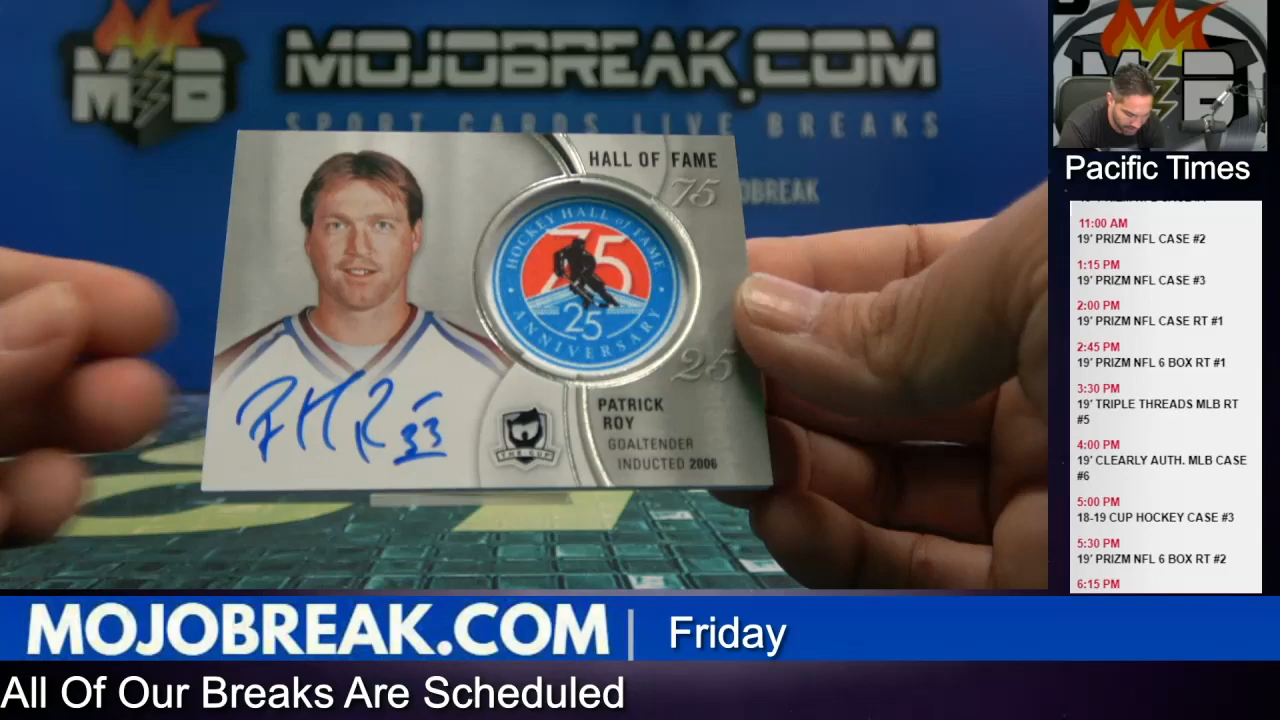 MB
MOJOBREAK.COM
SPORT CARDS LIVE BREAKS
HALL OF FAME
75
HOCKEY HALL of FAME
75
25
ANNIVERSARY
25
PATRICK
ROY
GOALTENDER
INDUCTED 2006
THE CUP
33
Pacific Times
11:00 AM
19' PRIZM NFL CASE #2
1:15 PM
19' PRIZM NFL CASE #3
2:00 PM
19' PRIZM NFL CASE RT #1
2:45 PM
19' PRIZM NFL 6 BOX RT #1
3:30 PM
19' TRIPLE THREADS MLB RT
#5
4:00 PM
19' CLEARLY AUTH. MLB CASE
#6
5:00 PM
18-19 CUP HOCKEY CASE #3
5:30 PM
19' PRIZM NFL 6 BOX RT #2
6:15 PM
MOJOBREAK.COM | Friday
All Of Our Breaks Are Scheduled